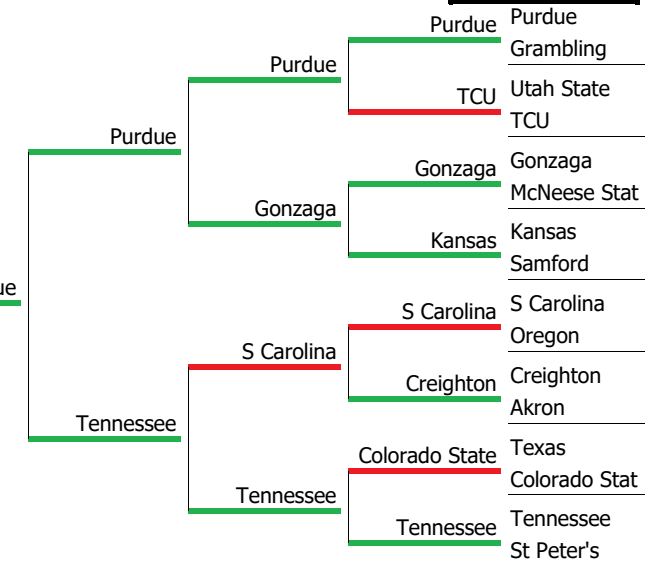 Purdue
Purdue
Grambling
Purdue
TCU
Utah State
TCU
Purdue
Gonzaga
Gonzaga
McNeese Stat
Gonzaga
Kansas
Kansas
Samford
ue
S Carolina
S Carolina
Oregon
S Carolina
Creighton
Creighton
Akron
Tennessee
Colorado State
Texas
Colorado Stat
Tennessee
Tennessee
Tennessee
St Peter's